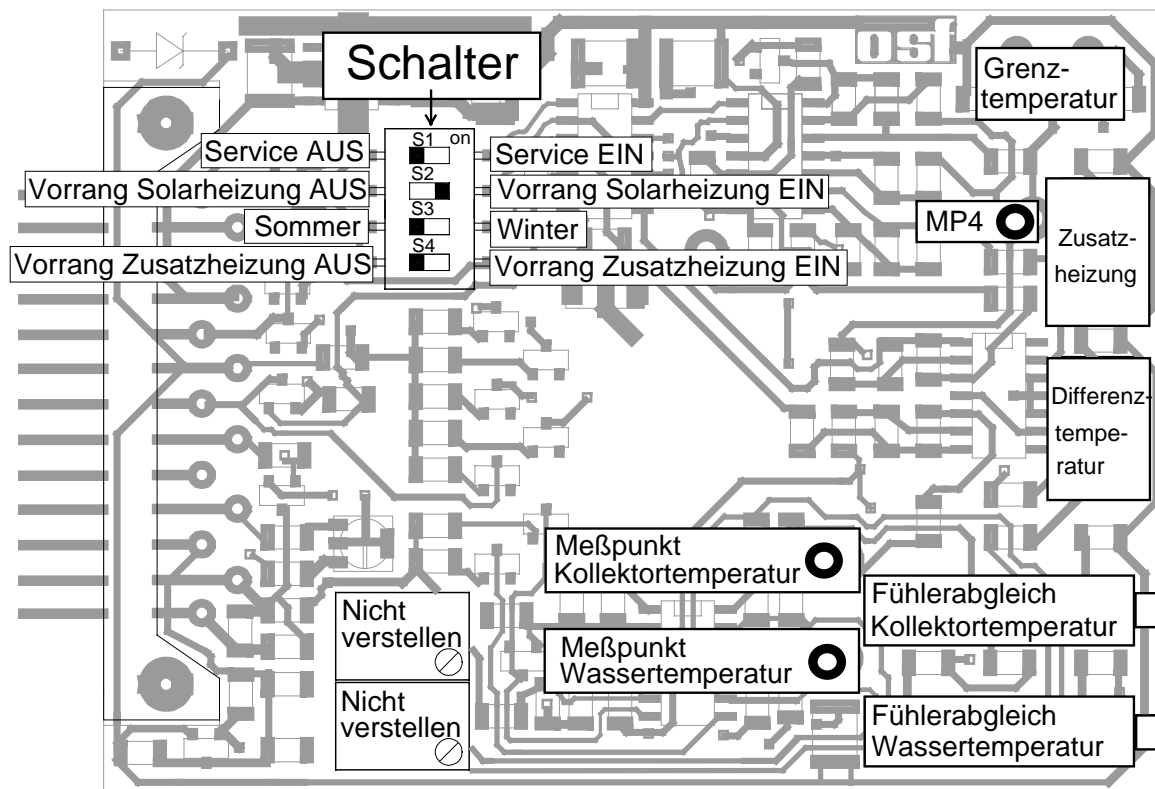 Schalter
S1 on
Service AUS
Service EIN
S2
Vorrang Solarheizung AUS
Vorrang Solarheizung EIN
S3
Sommer
Winter
S4
Vorrang Zusatzheizung AUS
Vorrang Zusatzheizung EIN
Grenz-
temperatur
MP4
Zusatz-
heizung
Differenz-
tempe-
ratur
Meßpunkt
Kollektortemperatur
Fühlerabgleich
Kollektortemperatur
Nicht
verstellen
Meßpunkt
Wassertemperatur
Nicht
verstellen
Fühlerabgleich
Wassertemperatur